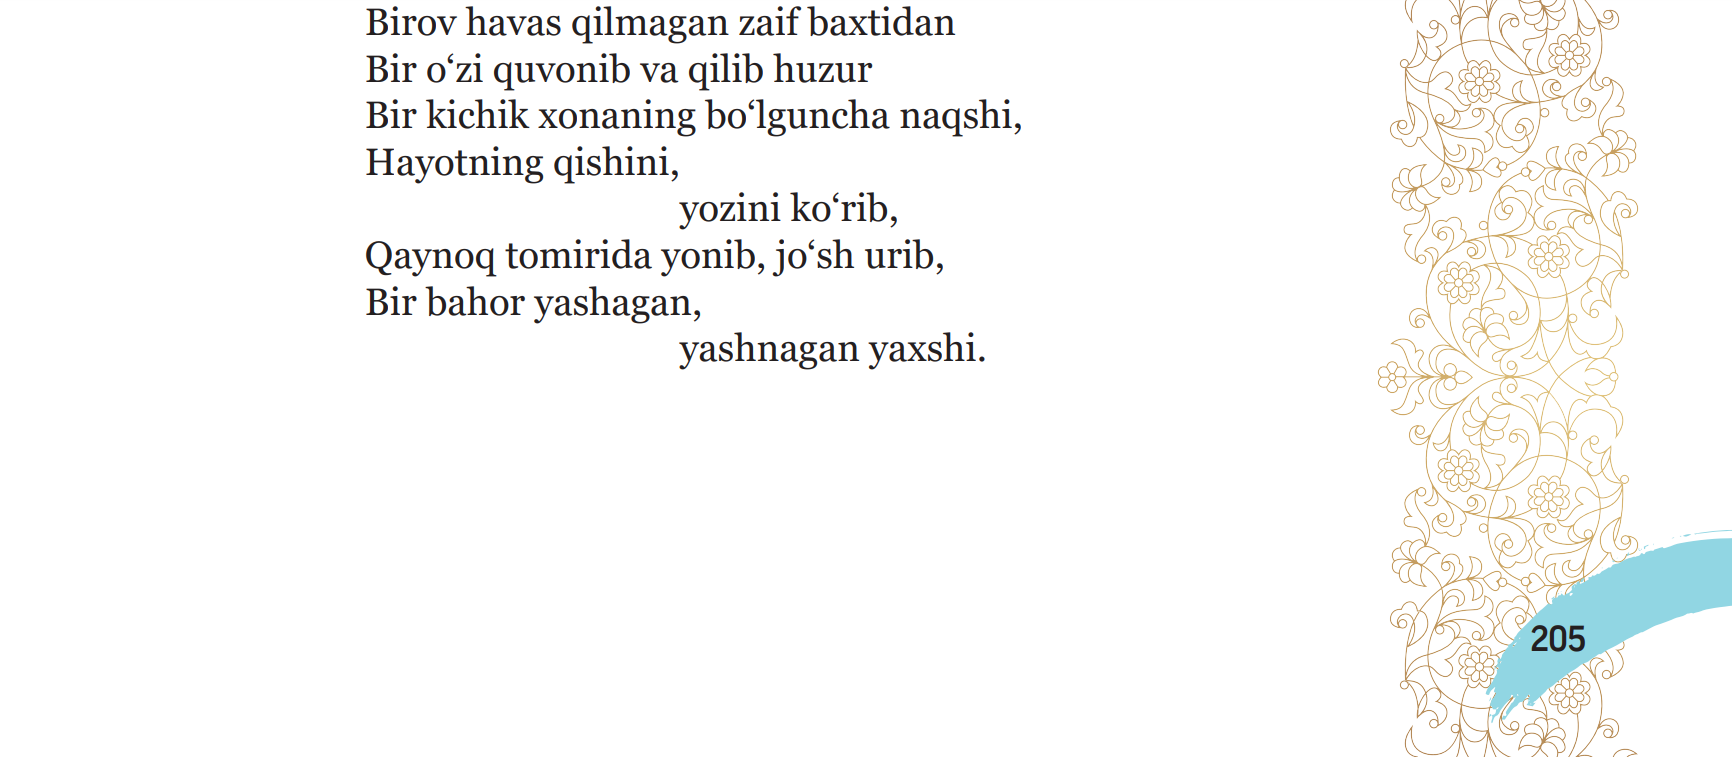 Birov havas qilmagan zaif baxtidan
Bir o‘zi quvonib va qilib huzur
Bir kichik xonaning bo‘lguncha naqshi,
Hayotning qishini,
yozini ko‘rib,
Qaynoq tomirida yonib, jo‘sh urib,
Bir bahor yashagan,
yashnagan yaxshi.
205